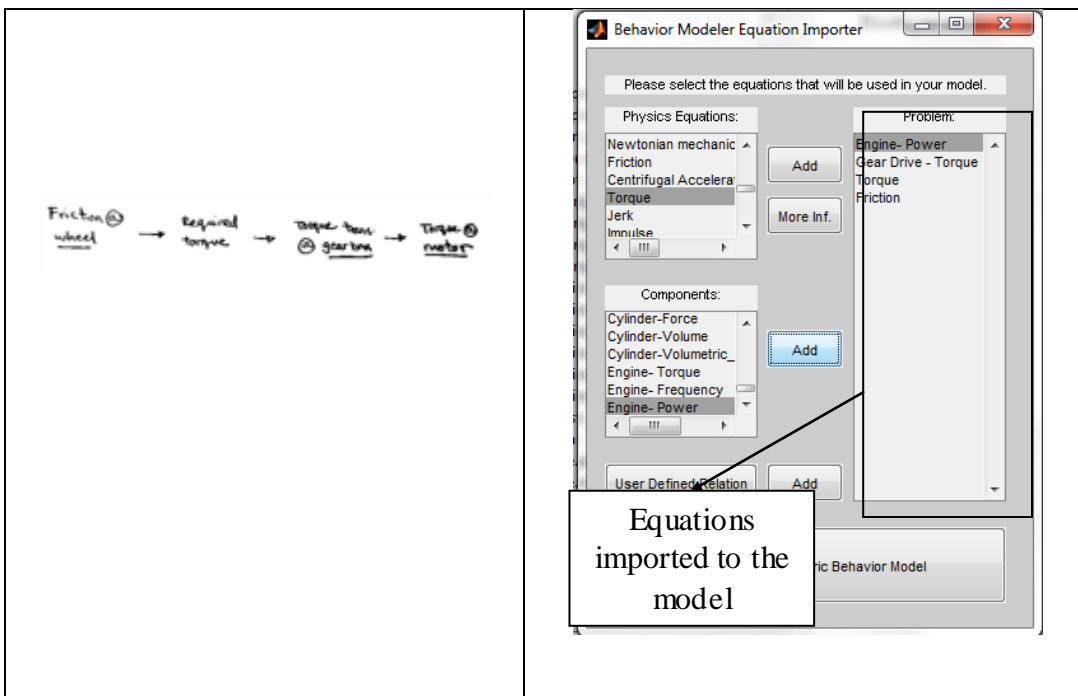 Friction @
wheel
→ Required
torque
→ Torque trans
@ gear box
→ Torque @
motor
Behavior Modeler Equation Importer
Please select the equations that will be used in your model.
Physics Equations:
Newtonian mechanic
Friction
Centrifugal Accelera
Torque
Jerk
Impulse
Add
More Inf.
Problem:
Engine- Power
Gear Drive - Torque
Torque
Friction
Components:
Cylinder-Force
Cylinder-Volume
Cylinder-Volumetric_
Engine- Torque
Engine- Frequency
Engine- Power
Add
User Defined Relation
Add
ric Behavior Model
Equations
imported to the
model